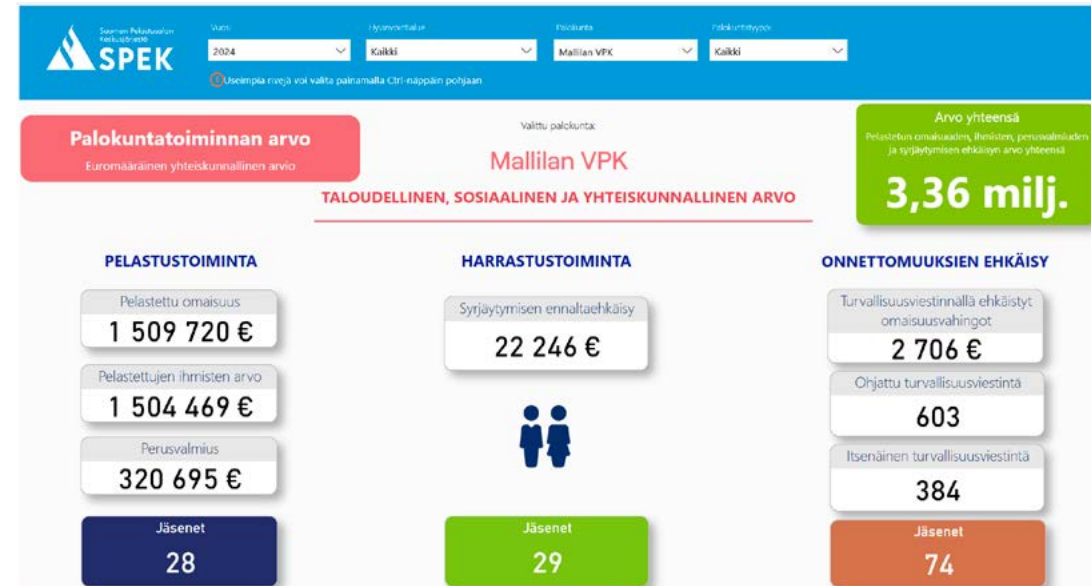 Suomen Pelastusalan
Keskusjärjestö
SPEK
Vuosi
Hyvinvointialue
Palokunta
Palokuntatyyppi
2024
Kaikki
Mallilan VPK
Kaikki
Useimpia rivejä voi valita painamalla Ctrl-näppäin pohjaan
Palokuntatoiminnan arvo
Euromääräinen yhteiskunnallinen arvio
Valittu palokunta:
Mallilan VPK
TALOUDELLINEN, SOSIAALINEN JA YHTEISKUNNALLINEN ARVO
Arvo yhteensä
Pelastetun omaisuuden, ihmisten, perusvalmiuden
ja syrjäytymisen ehkäisyn arvo yhteensä
3,36 milj.
PELASTUSTOIMINTA
Pelastettu omaisuus
1 509 720 €
Pelastettujen ihmisten arvo
1 504 469 €
Perusvalmius
320 695 €
Jäsenet
28
HARRASTUSTOIMINTA
Syrjäytymisen ennaltaehkäisy
22 246 €
Jäsenet
29
ONNETTOMUUKSIEN EHKÄISY
Turvallisuusviestinnällä ehkäistyt
omaisuusvahingot
2 706 €
Ohjattu turvallisuusviestintä
603
Itsenäinen turvallisuusviestintä
384
Jäsenet
74